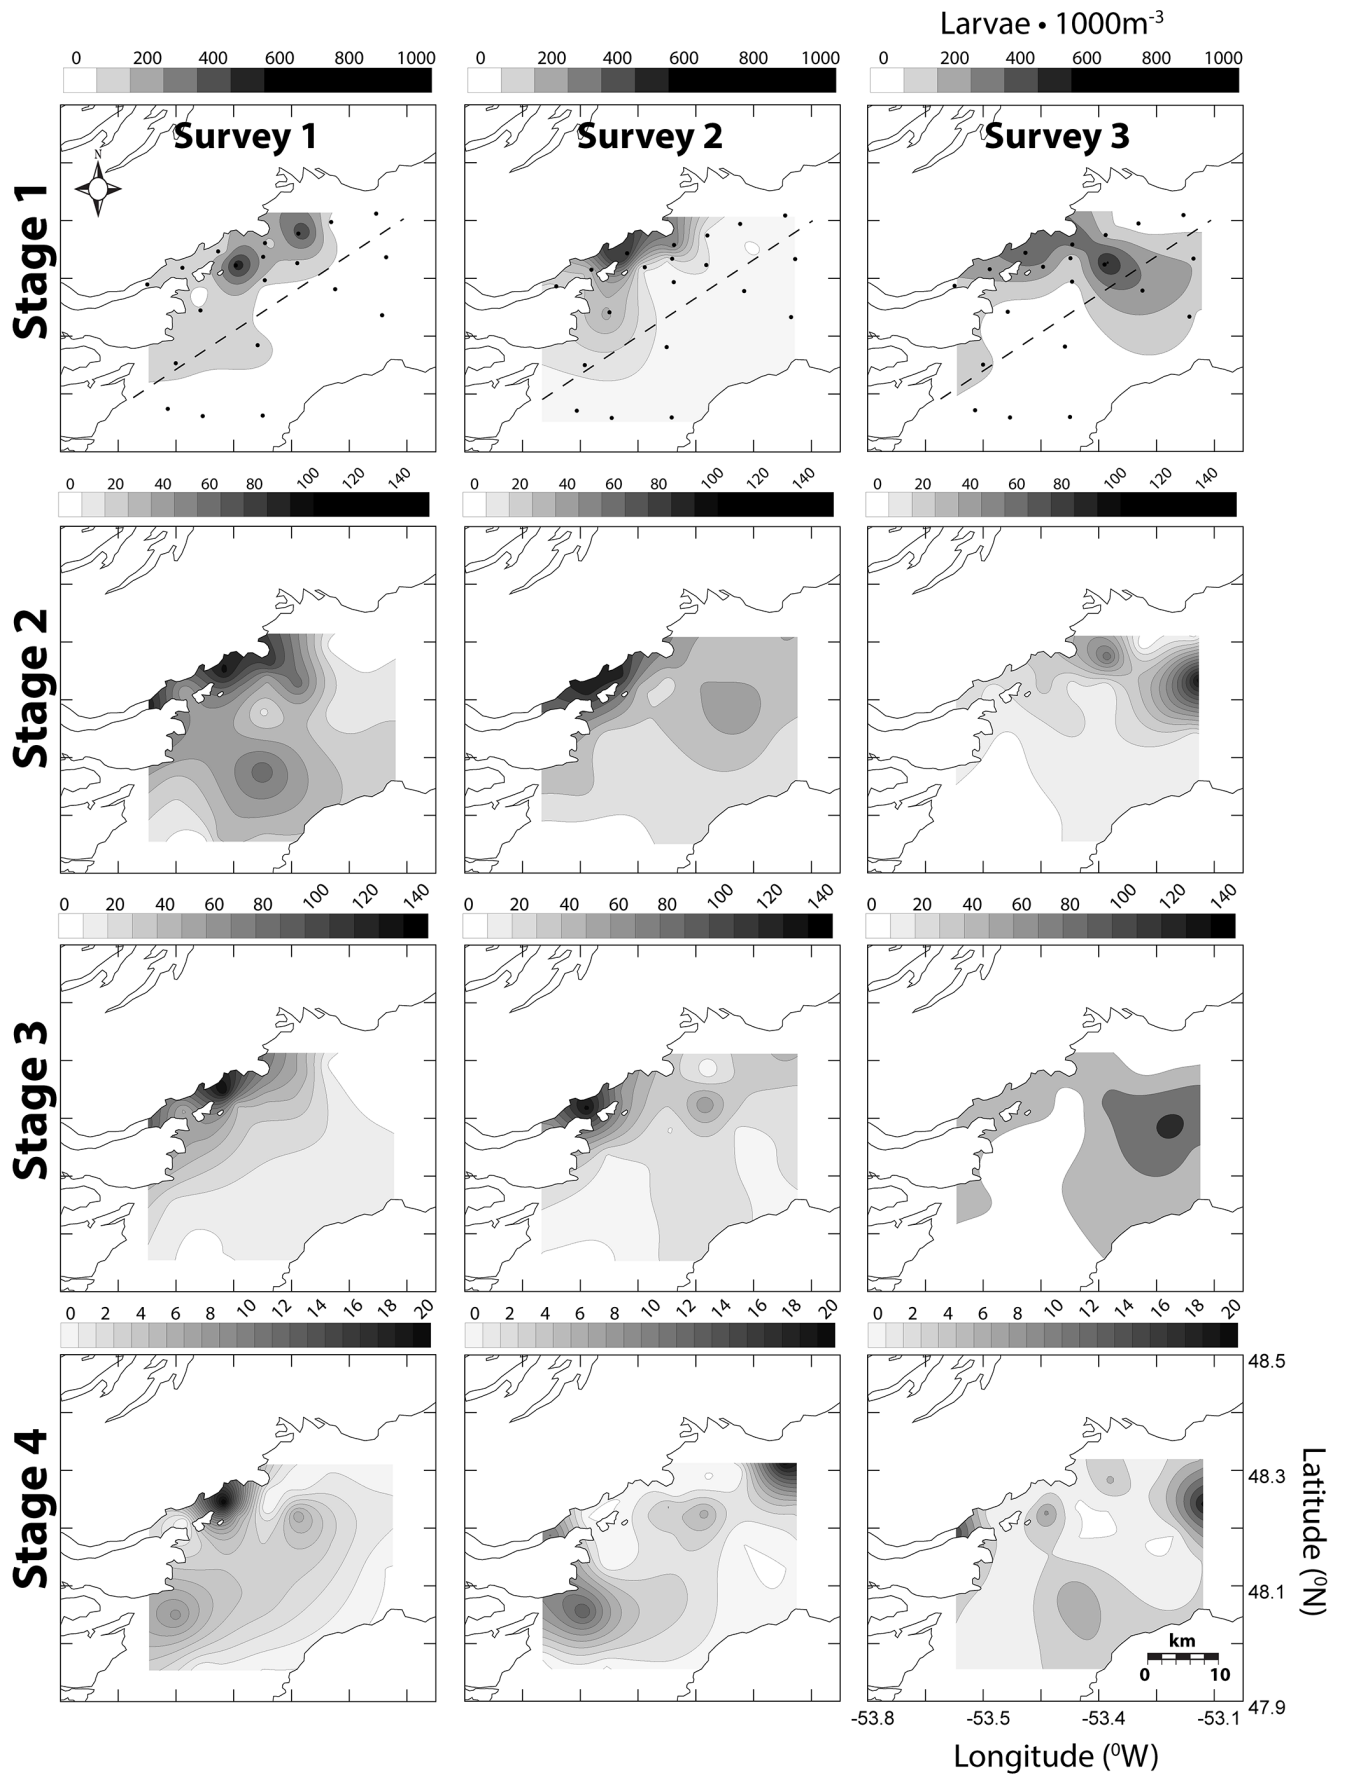 Larvae • 1000m-3
0 200 400 600 800 1000
0 200 400 600 800 1000
0 200 400 600 800 1000
Survey 1
Survey 2
Survey 3
N
Stage 1
0 20 40 60 80 100 120 140
0 20 40 60 80 100 120 140
0 20 40 60 80 100 120 140
Stage 2
0 20 40 60 80 100 120 140
0 20 40 60 80 100 120 140
0 20 40 60 80 100 120 140
Stage 3
0 2 4 6 8 10 12 14 16 18 20
0 2 4 6 8 10 12 14 16 18 20
0 2 4 6 8 10 12 14 16 18 20
Stage 4
48.5
48.3
48.1
47.9
Latitude (⁰N)
km
0 10
-53.8 -53.5 -53.4 -53.1
Longitude (⁰W)